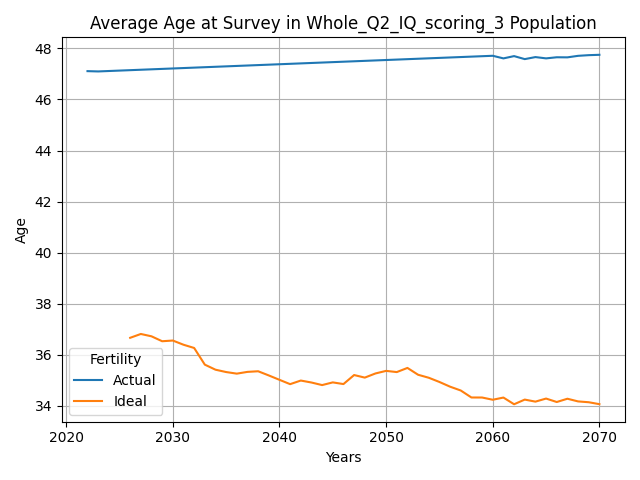 Average Age at Survey in Whole_Q2_IQ_scoring_3 Population
48
46
44
42
40
38
36
34
Age
Fertility
Actual
Ideal
2020 2030 2040 2050 2060 2070
Years